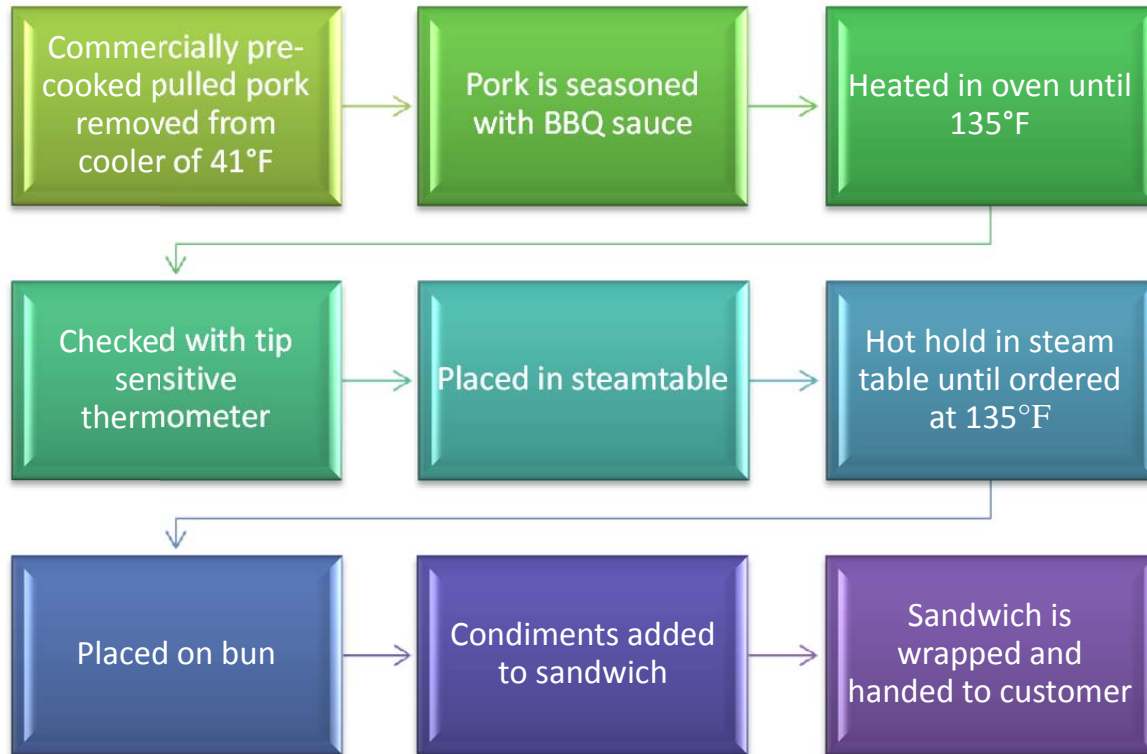 Commercially pre-
cooked pulled pork
removed from
cooler of 41°F
Pork is seasoned
with BBQ sauce
Heated in oven until
135°F
Checked with tip
sensitive
thermometer
Placed in steamtable
Hot hold in steam
table until ordered
at 135°F
Placed on bun
Condiments added
to sandwich
Sandwich is
wrapped and
handed to customer